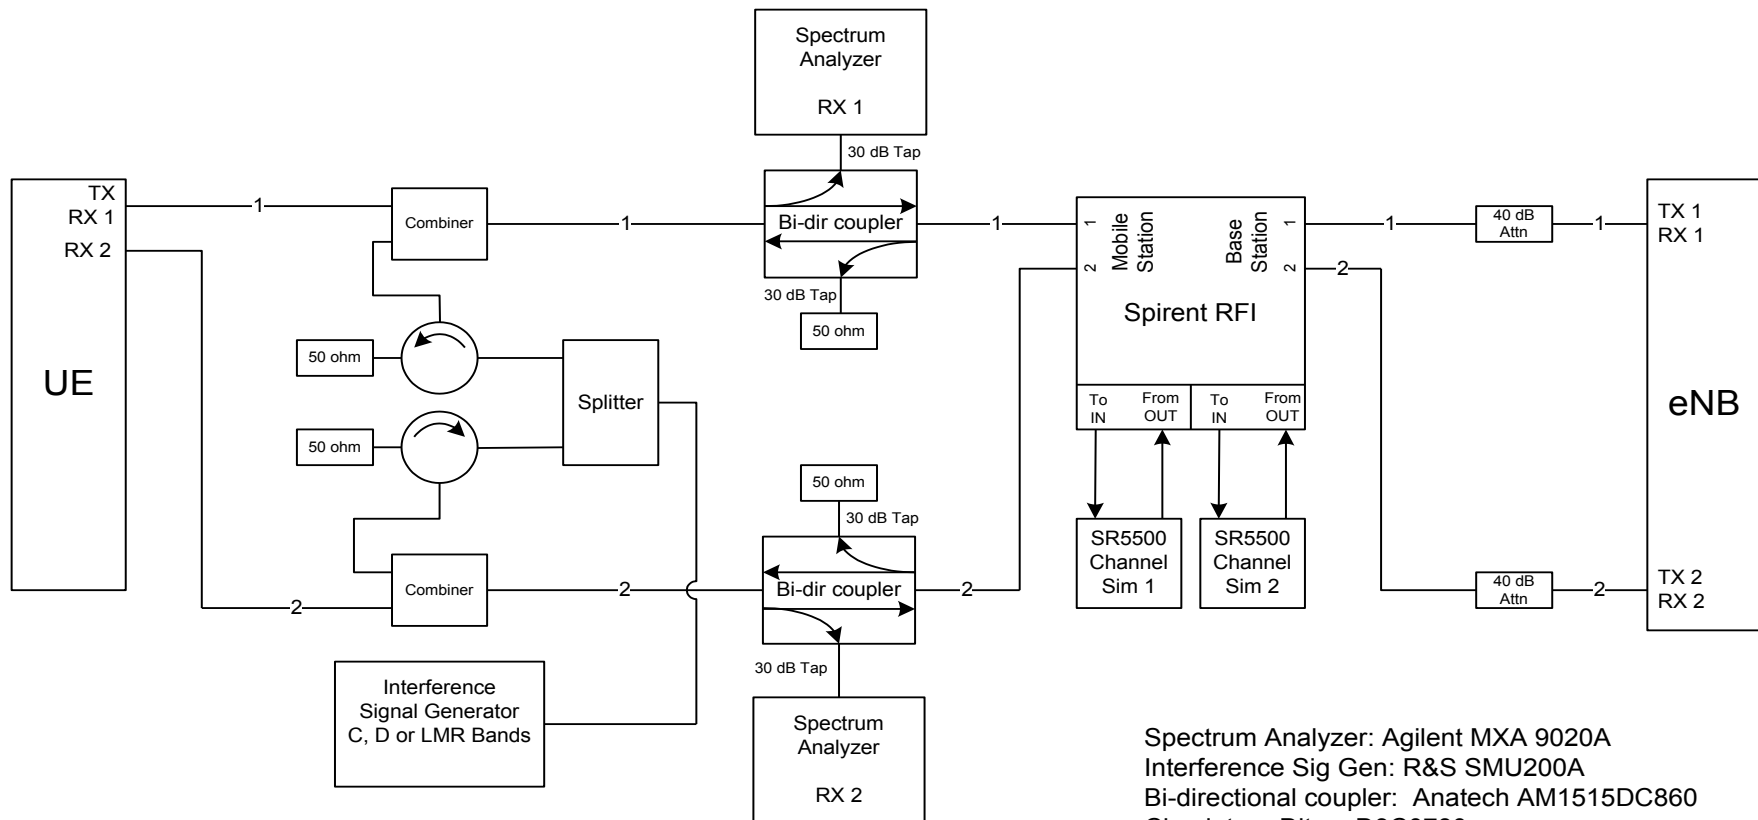 Spectrum
Analyzer
RX 1
30 dB Tap
TX
RX 1
RX 2
UE
1
Combiner
1
Bi-dir coupler
30 dB Tap
50 ohm
1
1
2
Mobile
Station
Base
Station
1
2
Spirent RFI
To
IN
From
OUT
To
IN
From
OUT
SR5500
Channel
Sim 1
SR5500
Channel
Sim 2
1
2
40 dB
Attn
1
TX 1
RX 1
eNB
40 dB
Attn
2
TX 2
RX 2
50 ohm
50 ohm
Splitter
2
Combiner
2
50 ohm
30 dB Tap
Bi-dir coupler
2
30 dB Tap
Spectrum
Analyzer
RX 2
Interference
Signal Generator
C, D or LMR Bands
Spectrum Analyzer: Agilent MXA 9020A
Interference Sig Gen: R&S SMU200A
Bi-directional coupler: Anatech AM1515DC860